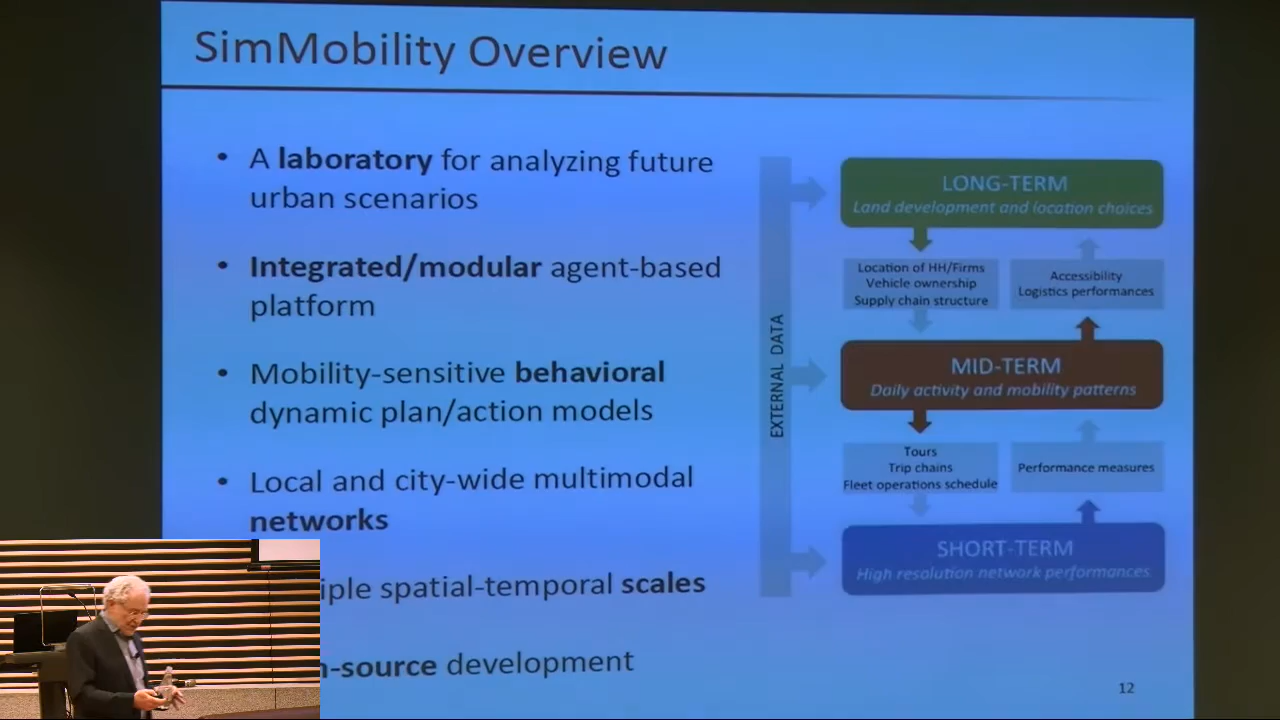 SimMobility Overview
• A laboratory for analyzing future
urban scenarios
• Integrated/modular agent-based
platform
• Mobility-sensitive behavioral
dynamic plan/action models
• Local and city-wide multimodal
networks
iple spatial-temporal scales
n-source development
EXTERNAL DATA
LONG-TERM
Land development and location choices
Location of HH/Firms
Vehicle ownership
Supply chain structure
Accessibility
Logistics performances
MID-TERM
Daily activity and mobility patterns
Tours
Trip chains
Fleet operations schedule
Performance measures
SHORT-TERM
High resolution network performances
12